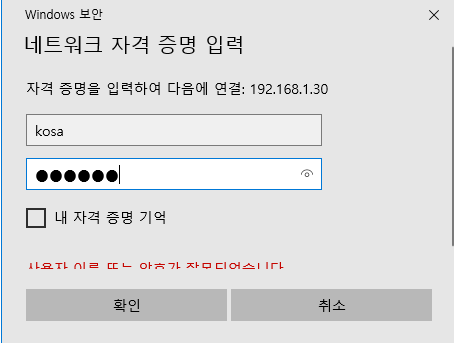 Windows 보안
네트워크 자격 증명 입력
자격 증명을 입력하여 다음에 연결: 192.168.1.30
kosa
●●●●●●
내 자격 증명 기억
사용자 이름 또는 암호가 잘못되었습니다
확인
취소